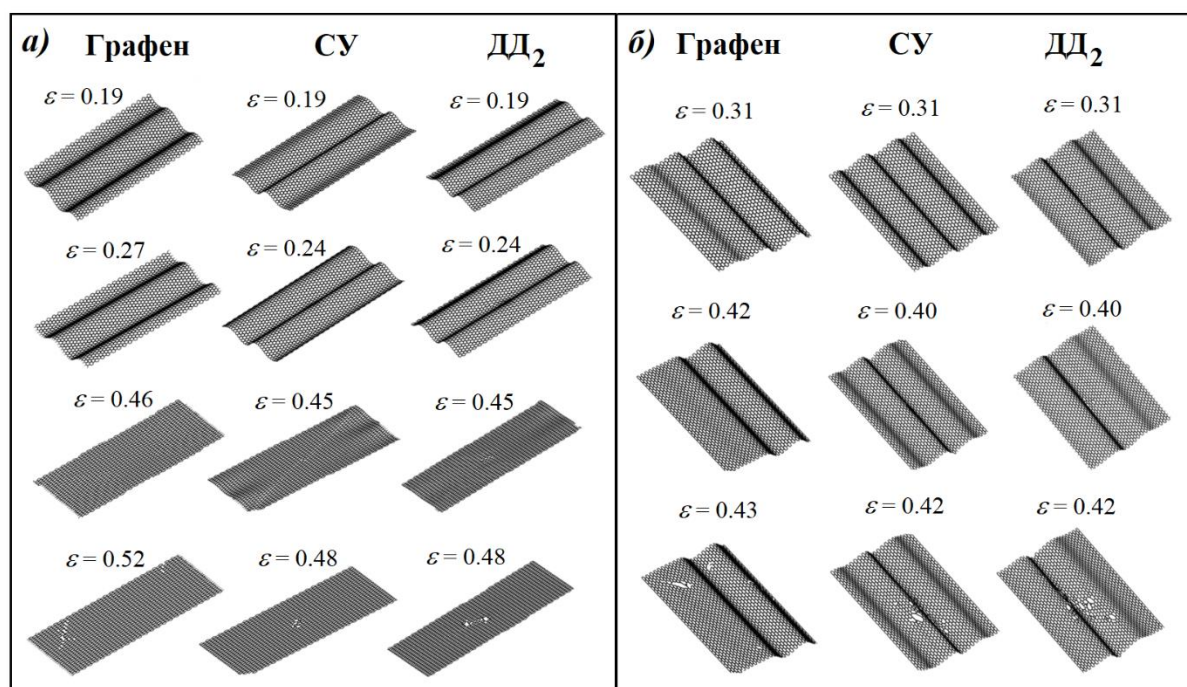 а) Графен СУ ДД₂
ε = 0.19 ε = 0.19 ε = 0.19
ε = 0.27 ε = 0.24 ε = 0.24
ε = 0.46 ε = 0.45 ε = 0.45
ε = 0.52 ε = 0.48 ε = 0.48
б) Графен СУ ДД₂
ε = 0.31 ε = 0.31 ε = 0.31
ε = 0.42 ε = 0.40 ε = 0.40
ε = 0.43 ε = 0.42 ε = 0.42